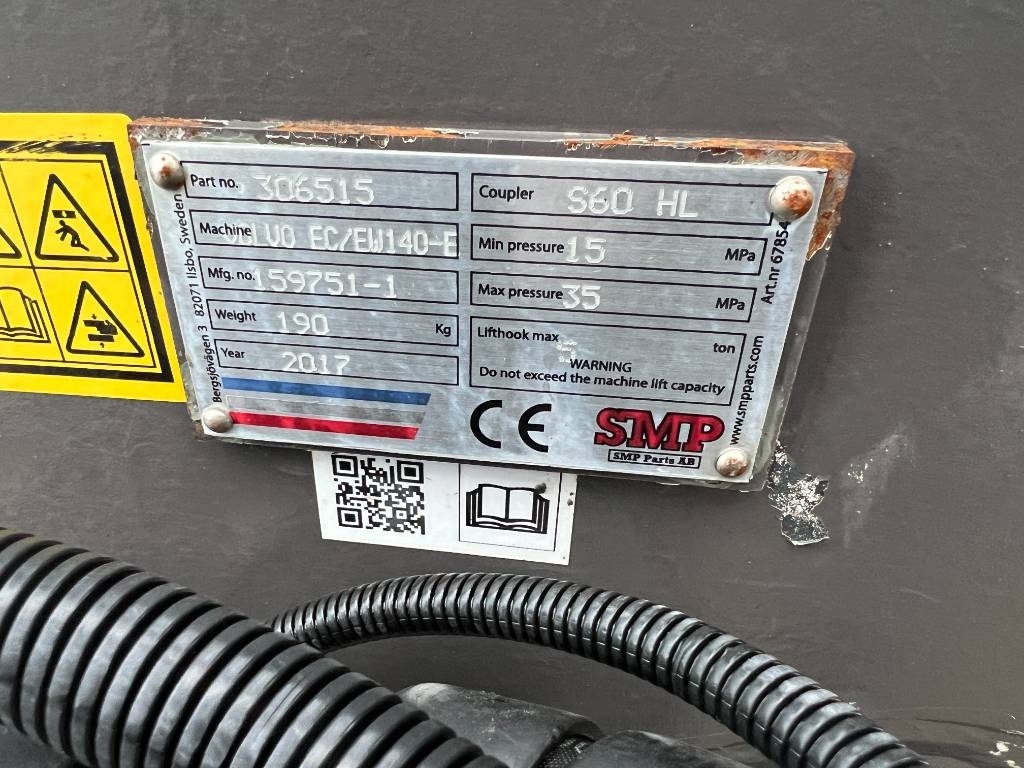 Part no. 306515
Machine VOLVO EC/EW140-E
Mfg. no. 159751-1
Weight 190 Kg
Year 2017
Coupler S60 HL
Min pressure 15 MPa
Max pressure 35 MPa
Lifthook max ton
WARNING
Do not exceed the machine lift capacity
CE
SMP
SMP Parts AB
Bergsjövägen 3 82071 Ilsbo, Sweden
Art.nr 67854
www.smpparts.com